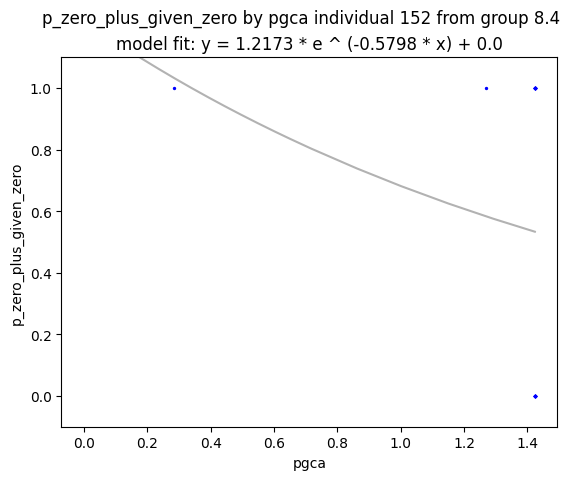 p_zero_plus_given_zero by pgca individual 152 from group 8.4
model fit: y = 1.2173 * e ^ (-0.5798 * x) + 0.0
1.0
0.8
0.6
0.4
0.2
0.0
p_zero_plus_given_zero
0.0 0.2 0.4 0.6 0.8 1.0 1.2 1.4
pgca